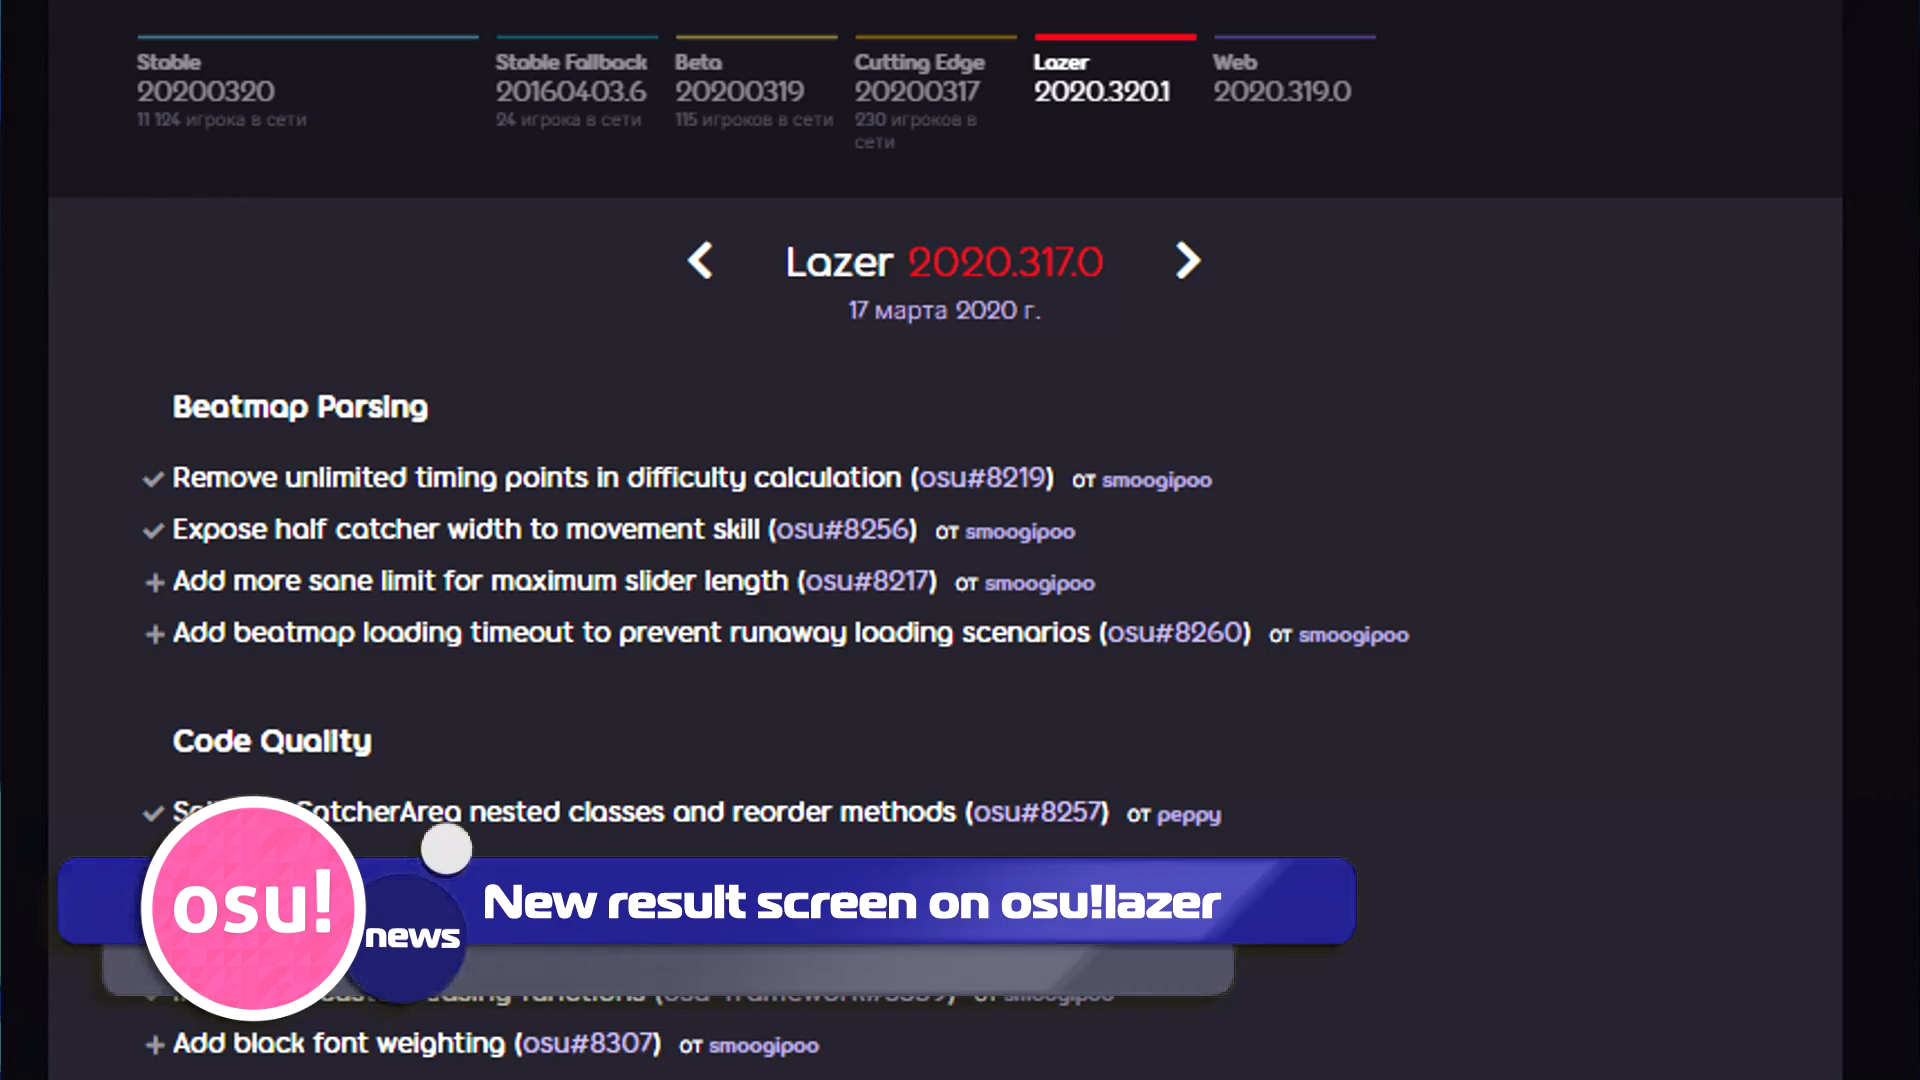 Stable
20200320
11 124 игрока в сети
Stable Fallback
20160403.6
24 игрока в сети
Beta
20200319
115 игроков в сети
Cutting Edge
20200317
230 игроков в
сети
Lazer
2020.320.1
Web
2020.319.0
Lazer 2020.317.0
17 марта 2020 г.
Beatmap Parsing
Remove unlimited timing points in difficulty calculation (osu#8219) от smoogipoo
Expose half catcher width to movement skill (osu#8256) от smoogipoo
+ Add more sane limit for maximum slider length (osu#8217) от smoogipoo
+ Add beatmap loading timeout to prevent runaway loading scenarios (osu#8260) от smoogipoo
Code Quality
nested classes and reorder methods (osu#8257) от peppy
osu!
news
New result screen on osu!lazer
functions от smoogipoo
+ Add black font weighting (osu#8307) от smoogipoo